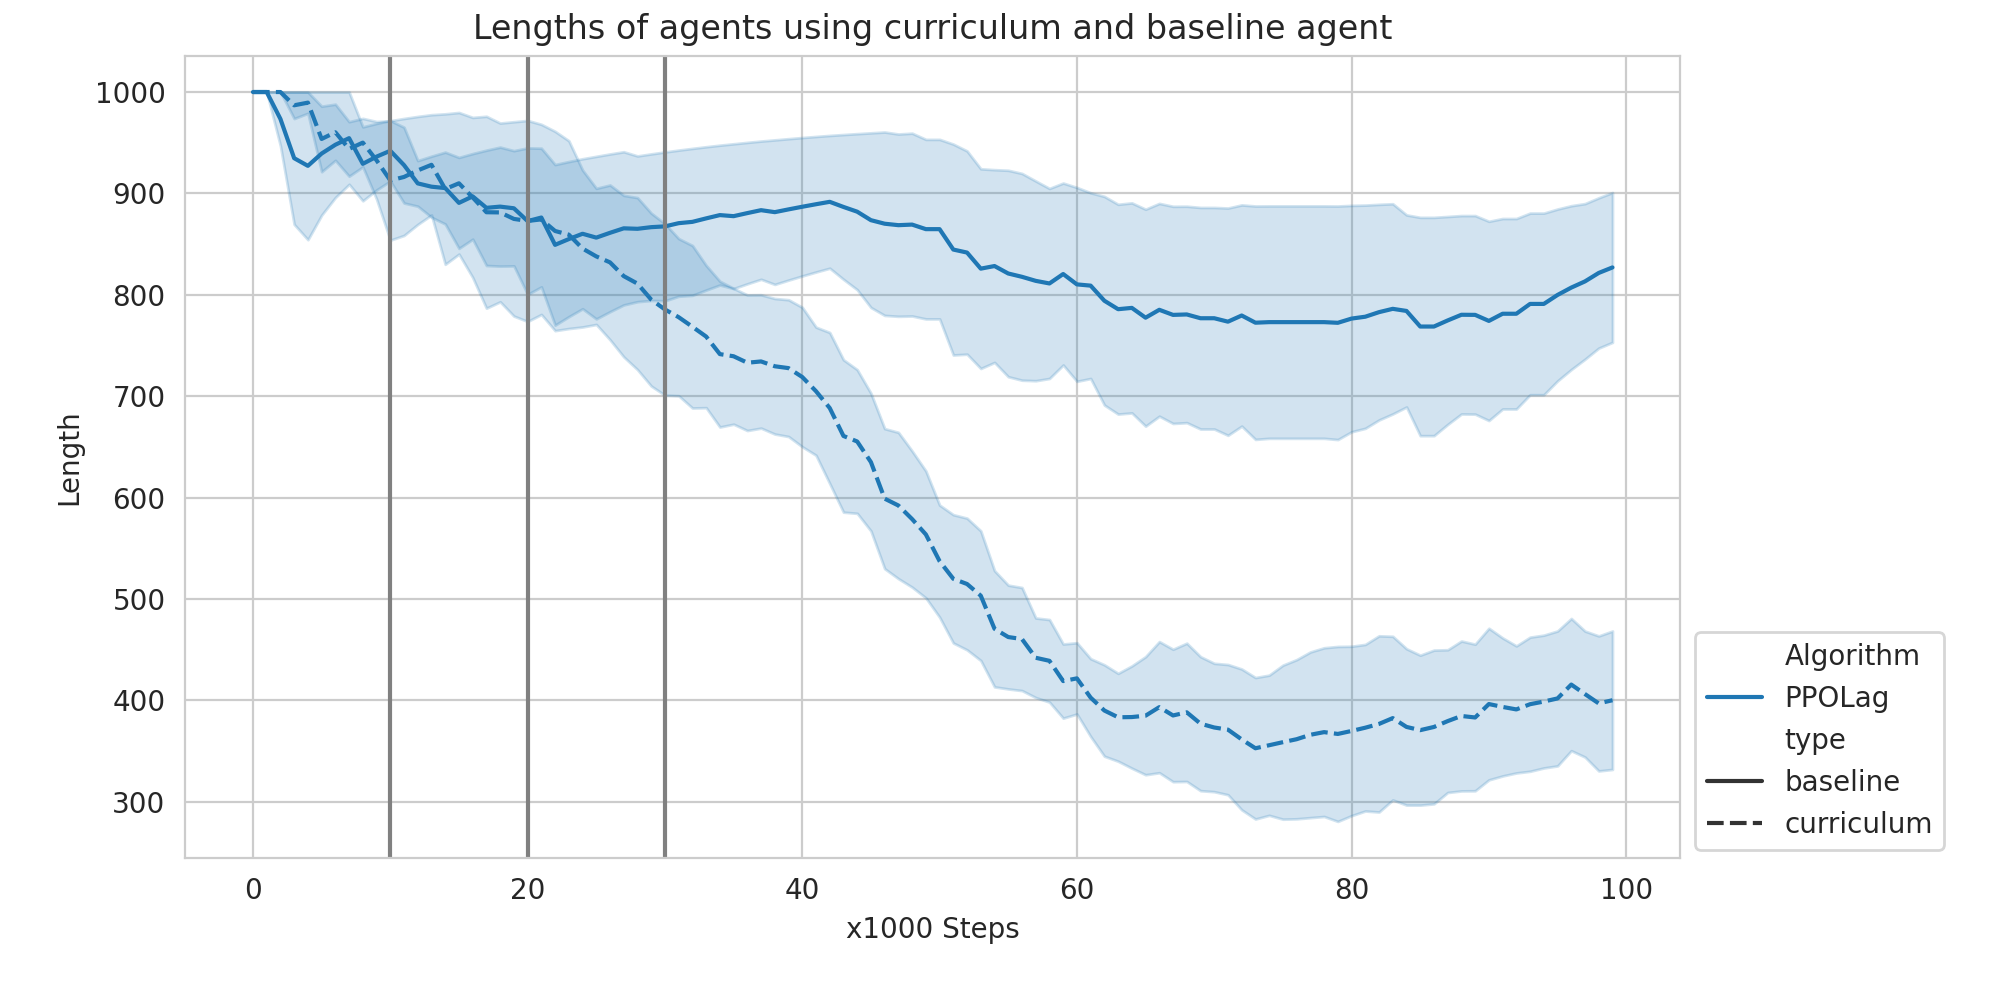 Lengths of agents using curriculum and baseline agent
1000
900
800
700
600
500
400
300
Length
0
20
40
60
80
100
x1000 Steps
Algorithm
PPOLag
type
baseline
curriculum